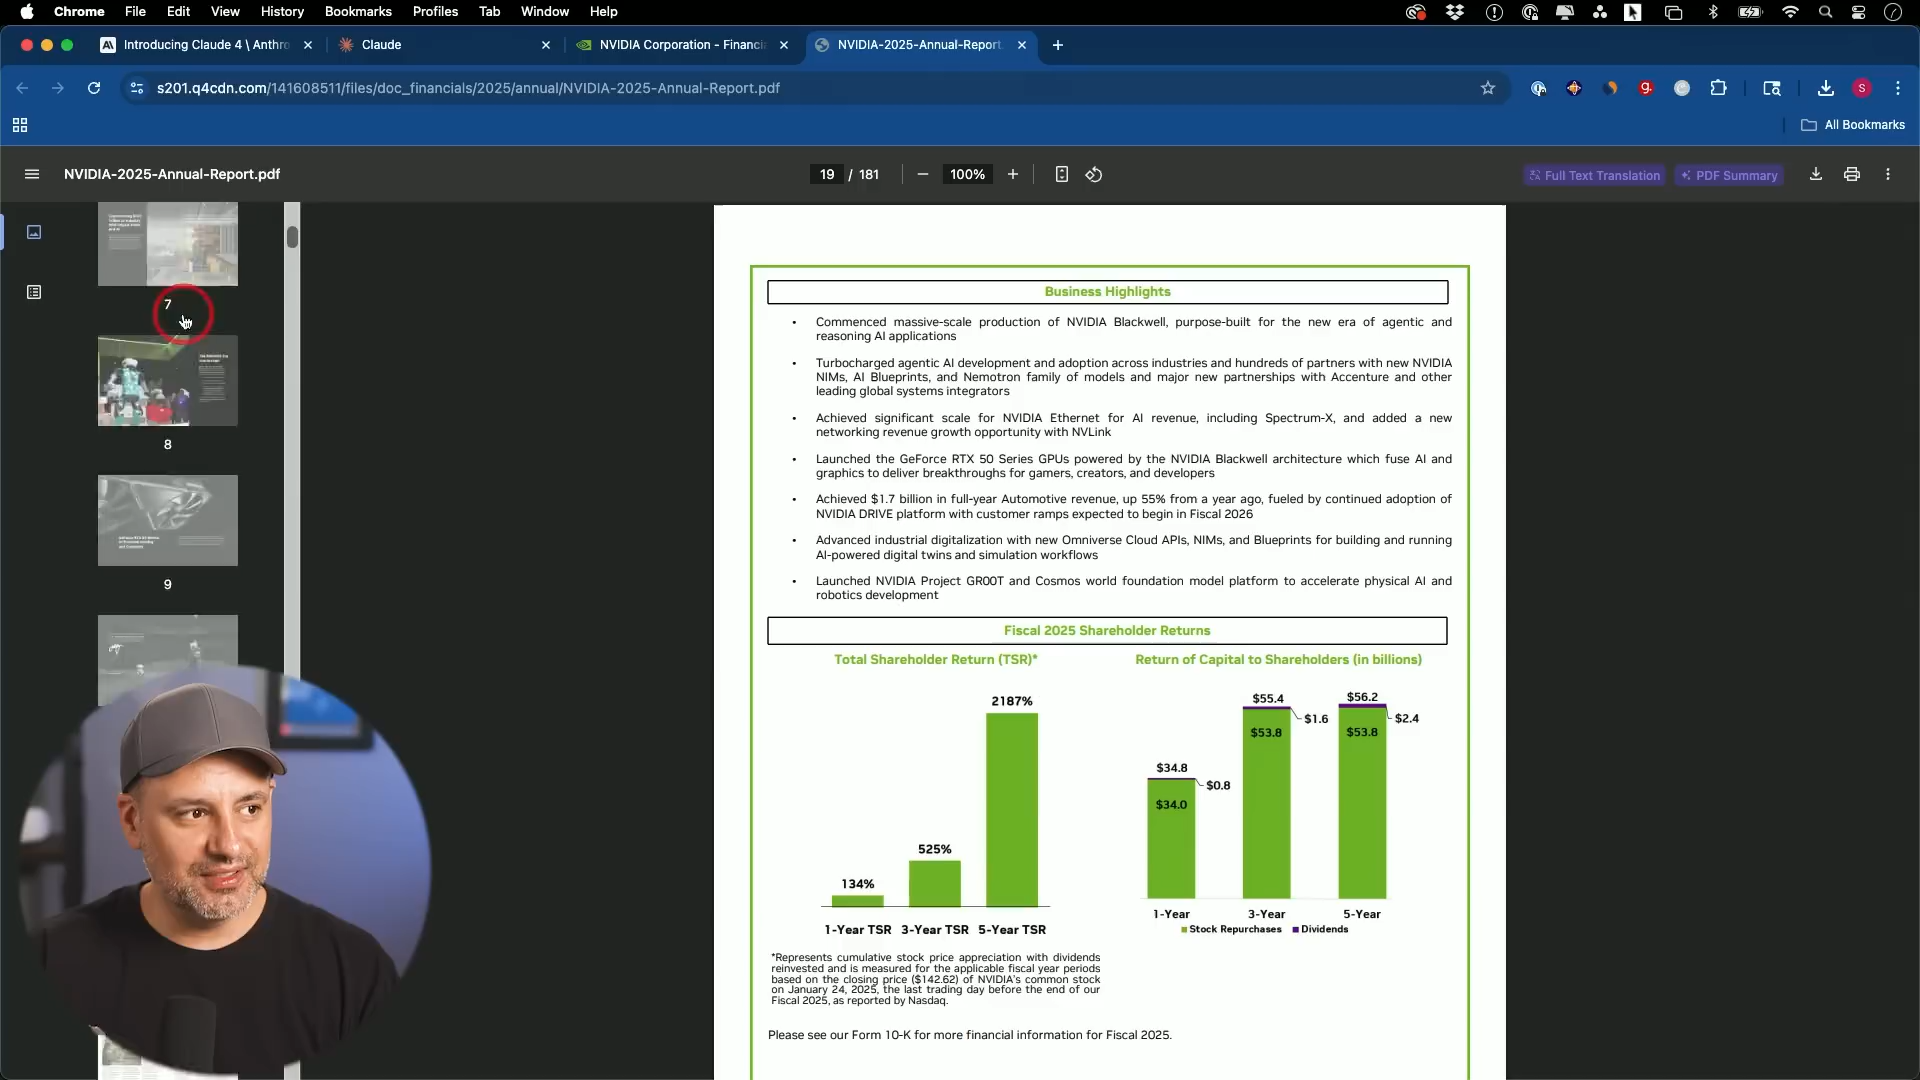 Chrome File Edit View History Bookmarks Profiles Tab Window Help
Introducing Claude 4 \ Anthro
Claude
NVIDIA Corporation - Financi
NVIDIA-2025-Annual-Report.
s201.q4cdn.com/141608511/files/doc_financials/2025/annual/NVIDIA-2025-Annual-Report.pdf
g.
S
All Bookmarks
NVIDIA-2025-Annual-Report.pdf
19 / 181
100%
Full Text Translation
PDF Summary
7
8
9
Business Highlights
• Commenced massive-scale production of NVIDIA Blackwell, purpose-built for the new era of agentic and
reasoning AI applications
• Turbocharged agentic AI development and adoption across industries and hundreds of partners with new NVIDIA
NIMs, AI Blueprints, and Nemotron family of models and major new partnerships with Accenture and other
leading global systems integrators
• Achieved significant scale for NVIDIA Ethernet for AI revenue, including Spectrum-X, and added a new
networking revenue growth opportunity with NVLink
• Launched the GeForce RTX 50 Series GPUs powered by the NVIDIA Blackwell architecture which fuse AI and
graphics to deliver breakthroughs for gamers, creators, and developers
• Achieved $1.7 billion in full-year Automotive revenue, up 55% from a year ago, fueled by continued adoption of
NVIDIA DRIVE platform with customer ramps expected to begin in Fiscal 2026
• Advanced industrial digitalization with new Omniverse Cloud APIs, NIMs, and Blueprints for building and running
AI-powered digital twins and simulation workflows
• Launched NVIDIA Project GR00T and Cosmos world foundation model platform to accelerate physical AI and
robotics development
Fiscal 2025 Shareholder Returns
Total Shareholder Return (TSR)*
134%
525%
2187%
1-Year TSR 3-Year TSR 5-Year TSR
*Represents cumulative stock price appreciation with dividends
reinvested and is measured for the applicable fiscal year periods
based on the closing price ($142.62) of NVIDIA's common stock
on January 24, 2025, the last trading day before the end of our
Fiscal 2025, as reported by Nasdaq.
Return of Capital to Shareholders (in billions)
$34.8
$0.8
$34.0
$55.4
$1.6
$53.8
$56.2
$2.4
$53.8
1-Year 3-Year 5-Year
Stock Repurchases Dividends
Please see our Form 10-K for more financial information for Fiscal 2025.